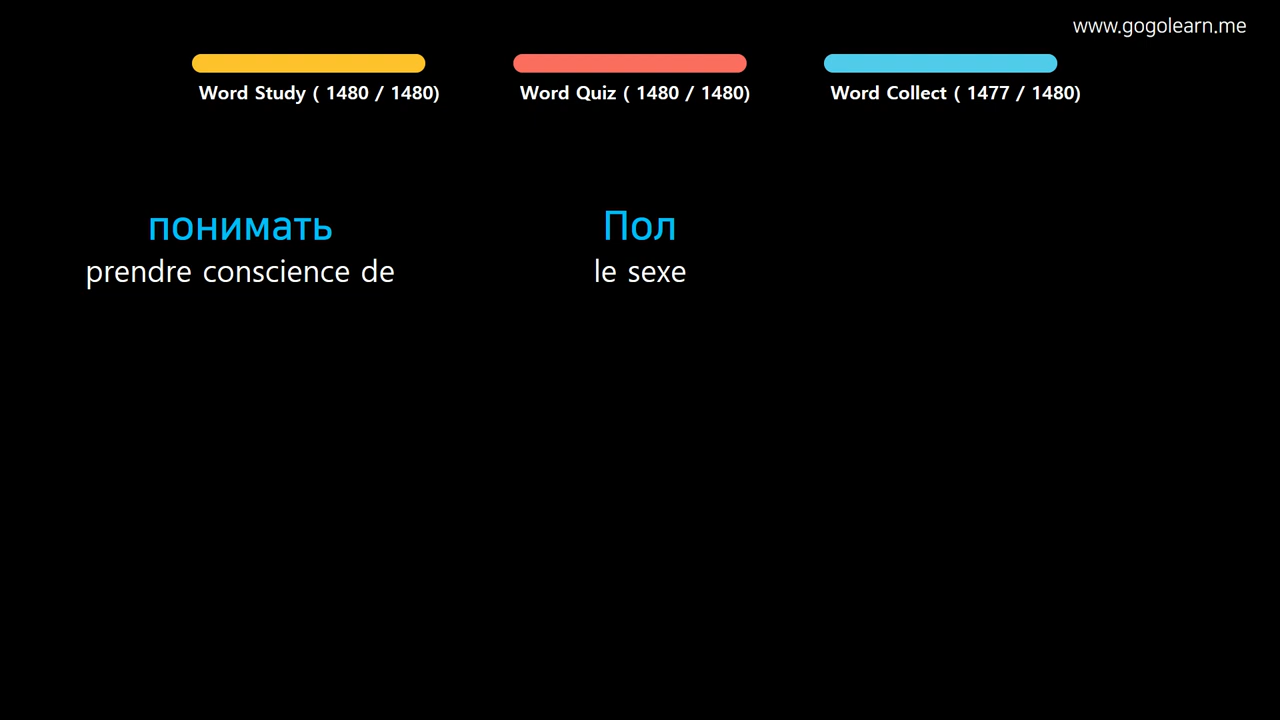 www.gogolearn.me
Word Study ( 1480 / 1480)
Word Quiz ( 1480 / 1480)
Word Collect ( 1477 / 1480)
понимать
prendre conscience de
Пол
le sexe